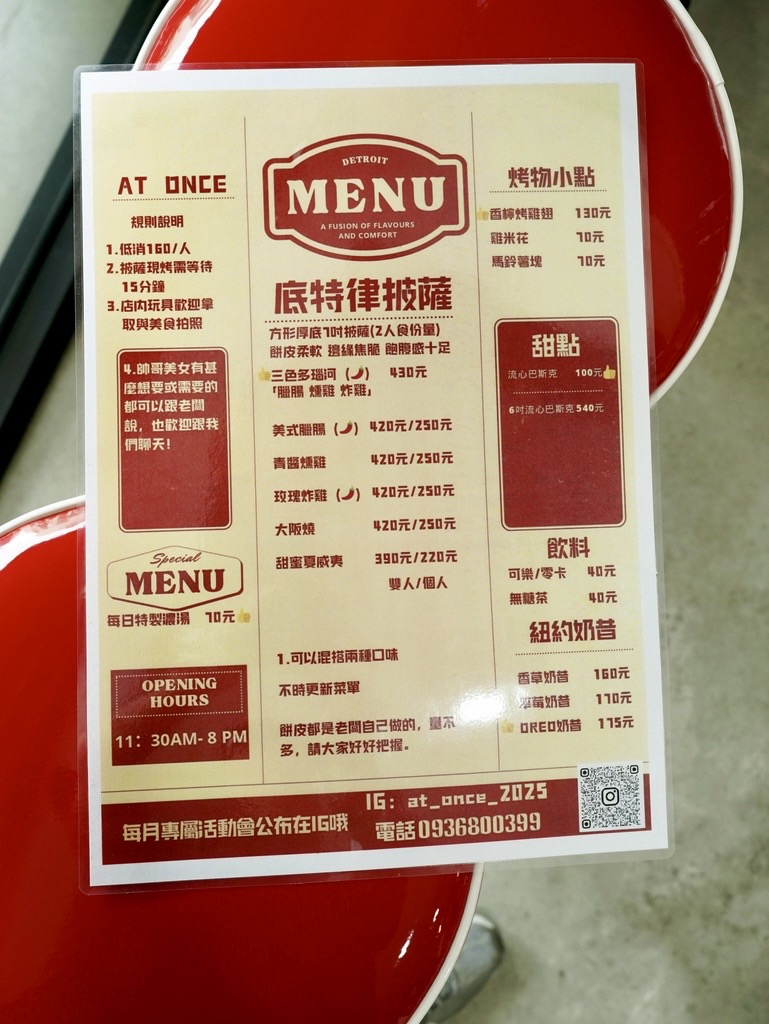 AT ONCE
規則說明
1.低消160/人
2.披薩現烤需等待
15分鐘
3.店內玩具歡迎拿
取與美食拍照
4.帥哥美女有甚
麼想要或需要的
都可以跟老闆
說，也歡迎跟我
們聊天!
Special
MENU
每日特製濃湯 70元
OPENING
HOURS
11：30AM- 8 PM
DETROIT
MENU
A FUSION OF FLAVOURS
AND COMFORT
底特律披薩
方形厚底7吋披薩(2人食份量)
餅皮柔軟 邊緣焦脆 飽腹感十足
三色多瑙河 (🌶) 430元
「臘腸 燻雞 炸雞」
美式臘腸 (🌶) 420元/250元
青醬燻雞 420元/250元
玫瑰炸雞 (🌶) 420元/250元
大阪燒 420元/250元
甜蜜夏威夷 390元/220元
雙人/個人
1.可以混搭兩種口味
不時更新菜單
餅皮都是老闆自己做的，量不
多，請大家好好把握。
烤物小點
香檸烤雞翅 130元
雞米花 70元
馬鈴薯塊 70元
甜點
流心巴斯克 100元
6吋流心巴斯克 540元
飲料
可樂/零卡 40元
無糖茶 40元
紐約奶昔
香草奶昔 160元
草莓奶昔 170元
OREO奶昔 175元
每月專屬活動會公布在IG哦
IG：at_once_2025
電話0936800399